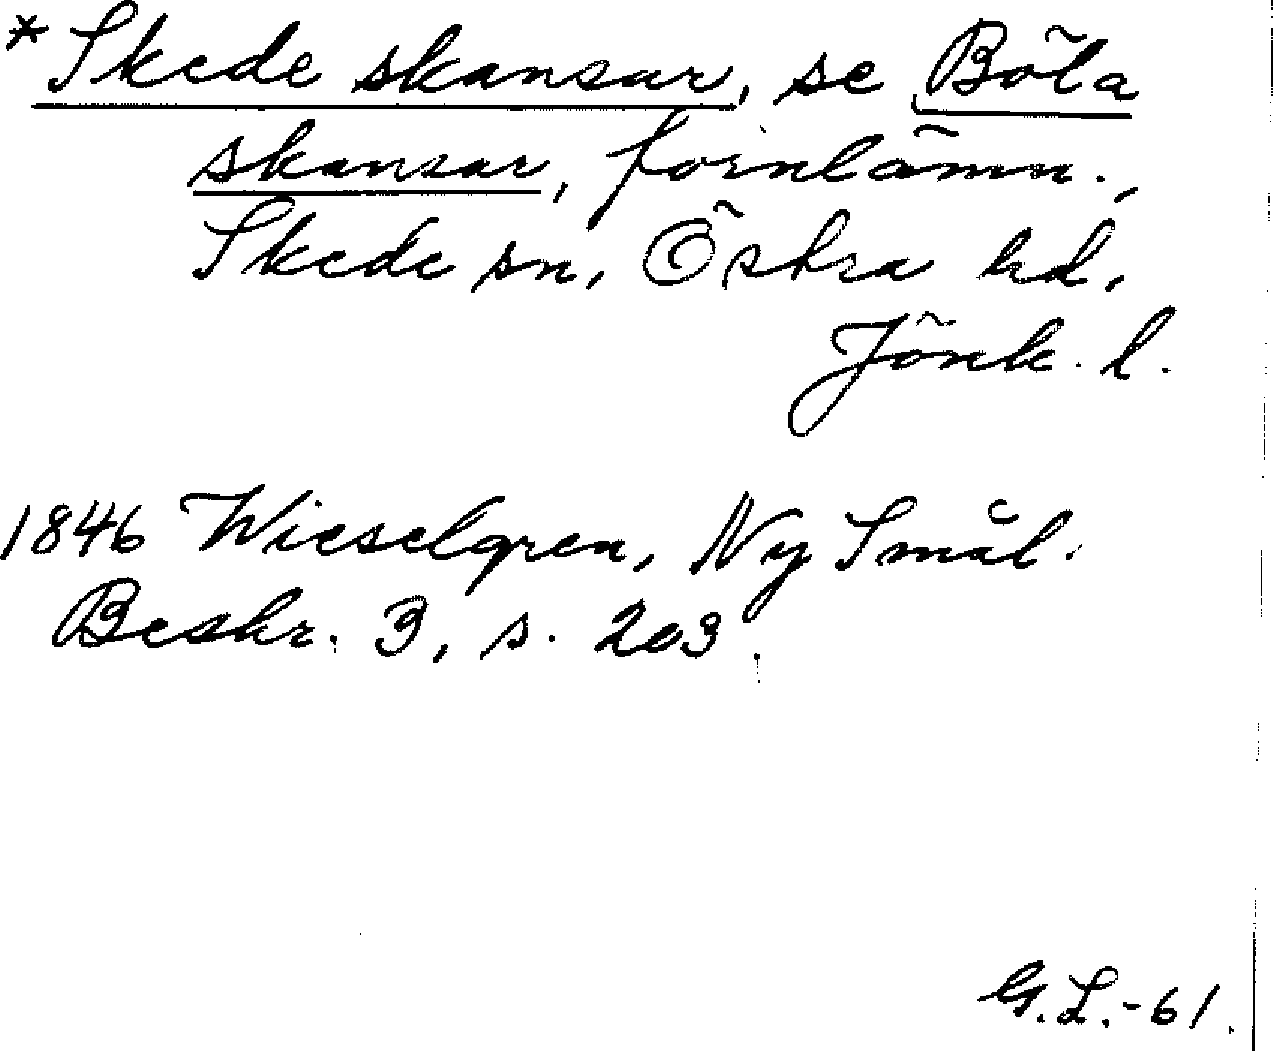 *Skede skansar, se Böla
skansar, fornlämn.,
Skede sn, Östra hd,
Jönk. l.
1846 Wieselgren, Ny Smål.
Beskr. 3, s. 203.
G.L.-61.